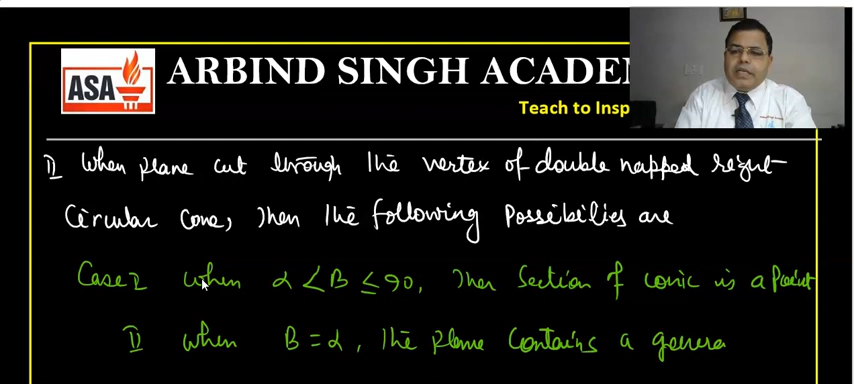 ASA
ARBIND SINGH ACADEM
Teach to Insp
II When plane cut through the vertex of double napped right
Circular Cone, Then the following Possibilies are
Case I when α < B ≤ 90, Then Section of conic is a Point
II when B = α, The plane Contains a genera